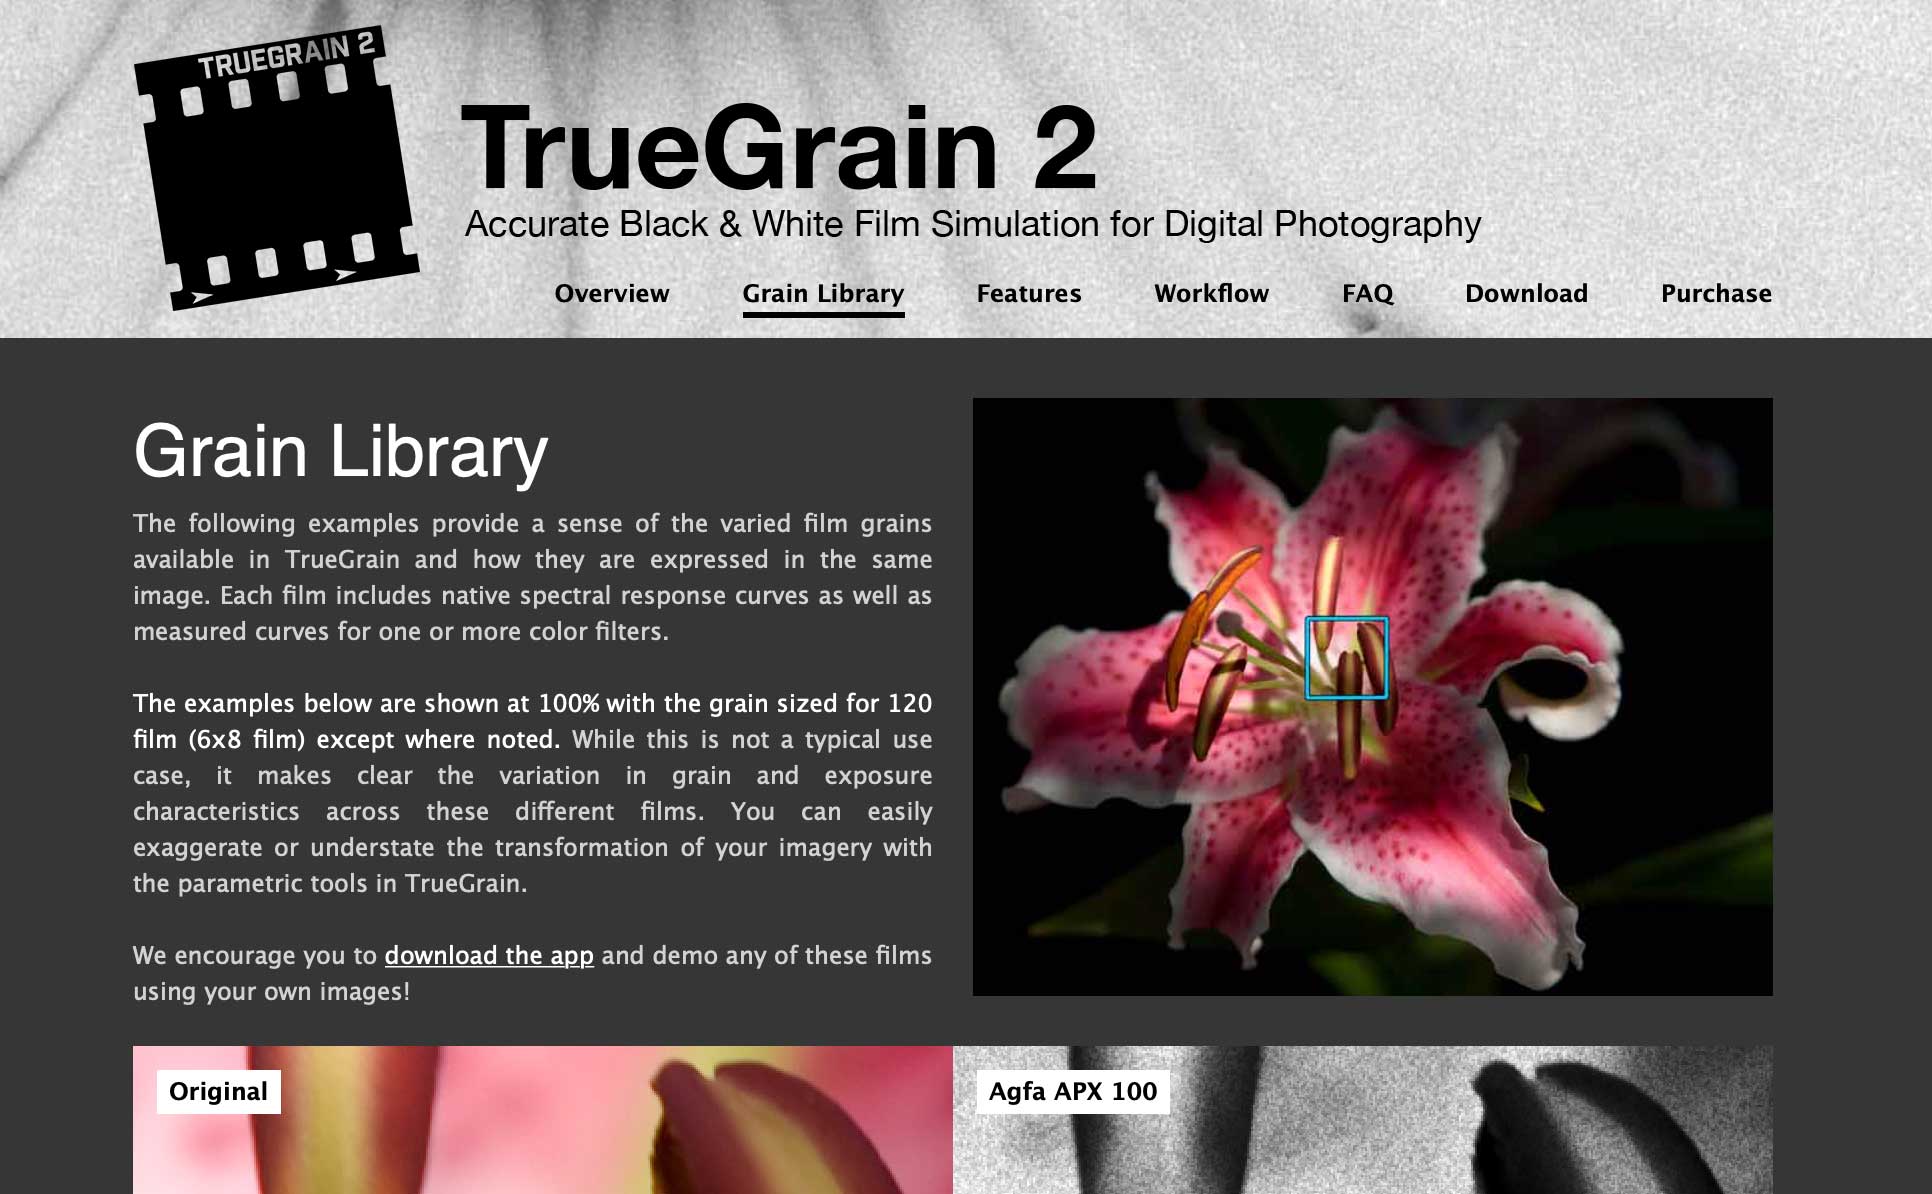 TRUEGRAIN 2
TrueGrain 2
Accurate Black & White Film Simulation for Digital Photography
Overview Grain Library Features Workflow FAQ Download Purchase
Grain Library
The following examples provide a sense of the varied film grains
available in TrueGrain and how they are expressed in the same
image. Each film includes native spectral response curves as well as
measured curves for one or more color filters.
The examples below are shown at 100% with the grain sized for 120
film (6x8 film) except where noted. While this is not a typical use
case, it makes clear the variation in grain and exposure
characteristics across these different films. You can easily
exaggerate or understate the transformation of your imagery with
the parametric tools in TrueGrain.
We encourage you to download the app and demo any of these films
using your own images!
Original
Agfa APX 100